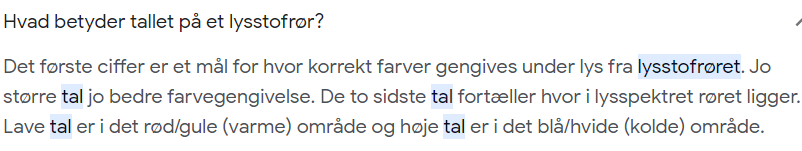 Hvad betyder tallet på et lysstofrør?
Det første ciffer er et mål for hvor korrekt farver gengives under lys fra lysstofrøret. Jo
større tal jo bedre farvegengivelse. De to sidste tal fortæller hvor i lysspektret røret ligger.
Lave tal er i det rød/gule (varme) område og høje tal er i det blå/hvide (kolde) område.